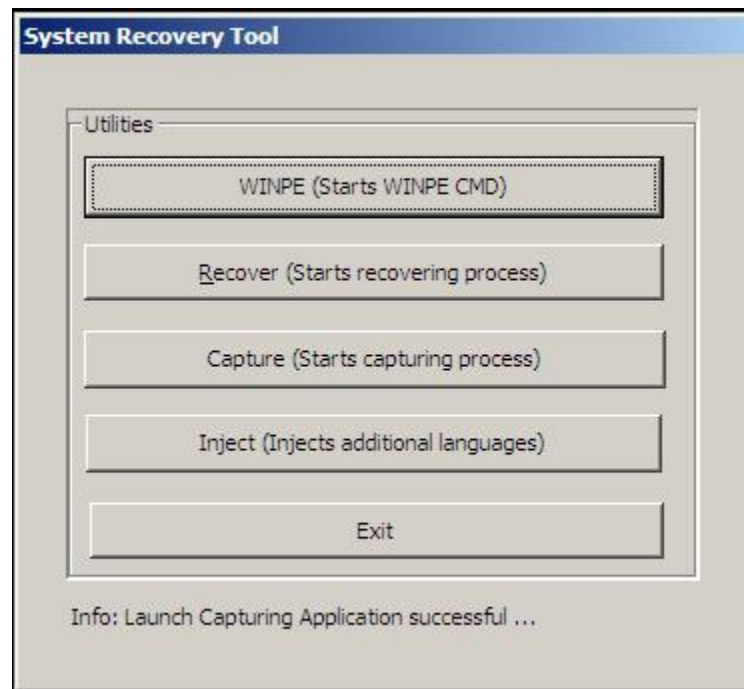 System Recovery Tool
Utilities
WINPE (Starts WINPE CMD)
Recover (Starts recovering process)
Capture (Starts capturing process)
Inject (Injects additional languages)
Exit
Info: Launch Capturing Application successful ...